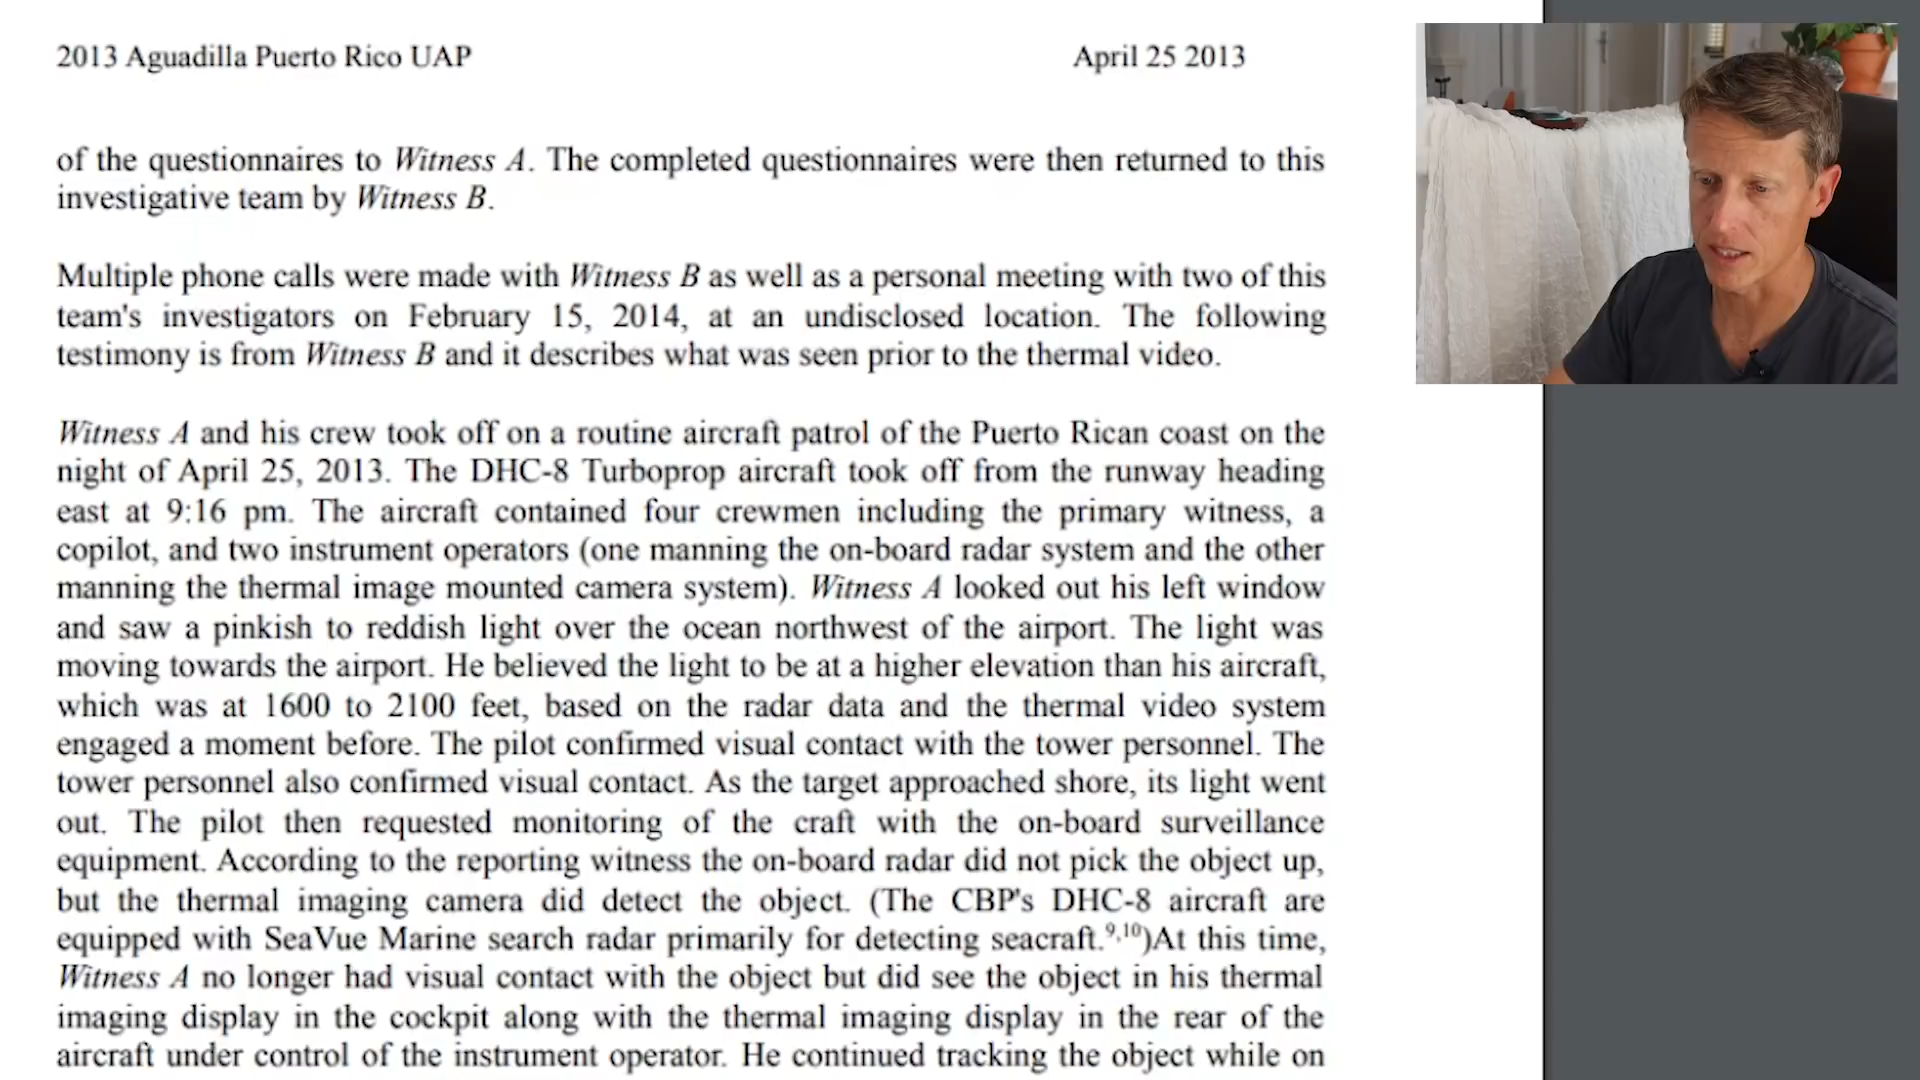 2013 Aguadilla Puerto Rico UAP April 25 2013
of the questionnaires to Witness A. The completed questionnaires were then returned to this
investigative team by Witness B.
Multiple phone calls were made with Witness B as well as a personal meeting with two of this
team's investigators on February 15, 2014, at an undisclosed location. The following
testimony is from Witness B and it describes what was seen prior to the thermal video.
Witness A and his crew took off on a routine aircraft patrol of the Puerto Rican coast on the
night of April 25, 2013. The DHC-8 Turboprop aircraft took off from the runway heading
east at 9:16 pm. The aircraft contained four crewmen including the primary witness, a
copilot, and two instrument operators (one manning the on-board radar system and the other
manning the thermal image mounted camera system). Witness A looked out his left window
and saw a pinkish to reddish light over the ocean northwest of the airport. The light was
moving towards the airport. He believed the light to be at a higher elevation than his aircraft,
which was at 1600 to 2100 feet, based on the radar data and the thermal video system
engaged a moment before. The pilot confirmed visual contact with the tower personnel. The
tower personnel also confirmed visual contact. As the target approached shore, its light went
out. The pilot then requested monitoring of the craft with the on-board surveillance
equipment. According to the reporting witness the on-board radar did not pick the object up,
but the thermal imaging camera did detect the object. (The CBP's DHC-8 aircraft are
equipped with SeaVue Marine search radar primarily for detecting seacraft.9,10)At this time,
Witness A no longer had visual contact with the object but did see the object in his thermal
imaging display in the cockpit along with the thermal imaging display in the rear of the
aircraft under control of the instrument operator. He continued tracking the object while on